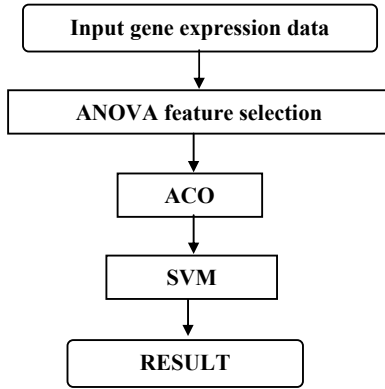 Input gene expression data
ANOVA feature selection
ACO
SVM
RESULT